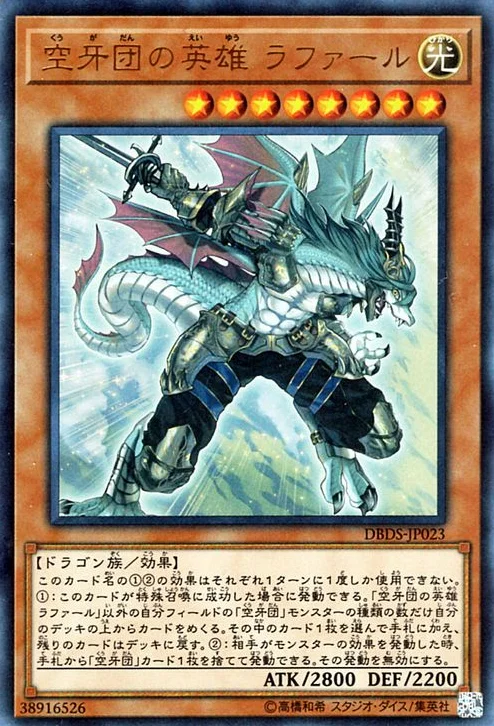 空牙団の英雄 ラファール
光
DBDS-JP023
【ドラゴン族／効果】
このカード名の①②の効果はそれぞれ1ターンに1度しか使用できない。
①：このカードが特殊召喚に成功した場合に発動できる。「空牙団の英雄
ラファール」以外の自分フィールドの「空牙団」モンスターの種類の数だけ自分
のデッキの上からカードをめくる。その中のカード1枚を選んで手札に加え、
残りのカードはデッキに戻す。②：相手がモンスターの効果を発動した時、
手札から「空牙団」カード1枚を捨てて発動できる。その発動を無効にする。
ATK/2800 DEF/2200
38916526 ©高橋和希 スタジオ・ダイス/集英社